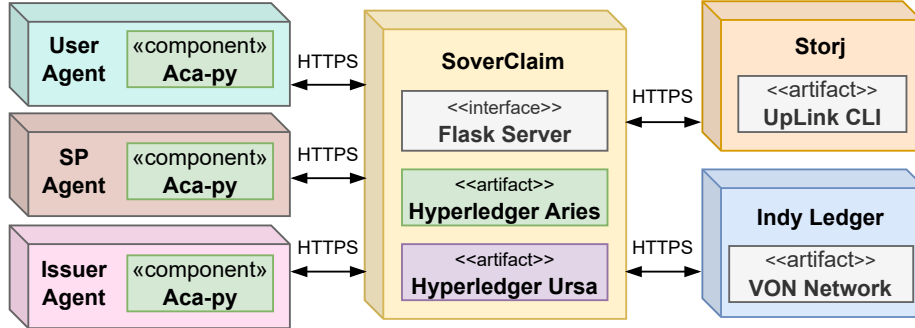 User
Agent
«component»
Aca-py
HTTPS
SP
Agent
«component»
Aca-py
HTTPS
Issuer
Agent
«component»
Aca-py
HTTPS
SoverClaim
<<interface>>
Flask Server
<<artifact>>
Hyperledger Aries
<<artifact>>
Hyperledger Ursa
HTTPS
Storj
<<artifact>>
UpLink CLI
HTTPS
Indy Ledger
<<artifact>>
VON Network